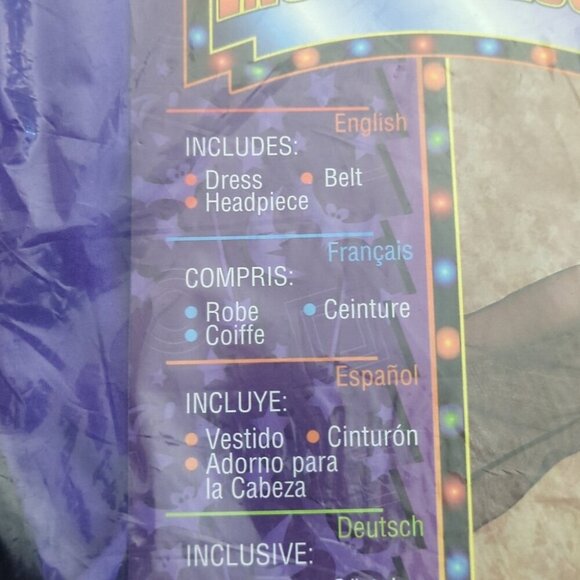 English
INCLUDES:
• Dress • Belt
• Headpiece
Français
COMPRIS:
• Robe • Ceinture
• Coiffe
Español
INCLUYE:
• Vestido • Cinturón
• Adorno para
la Cabeza
Deutsch
INCLUSIVE: